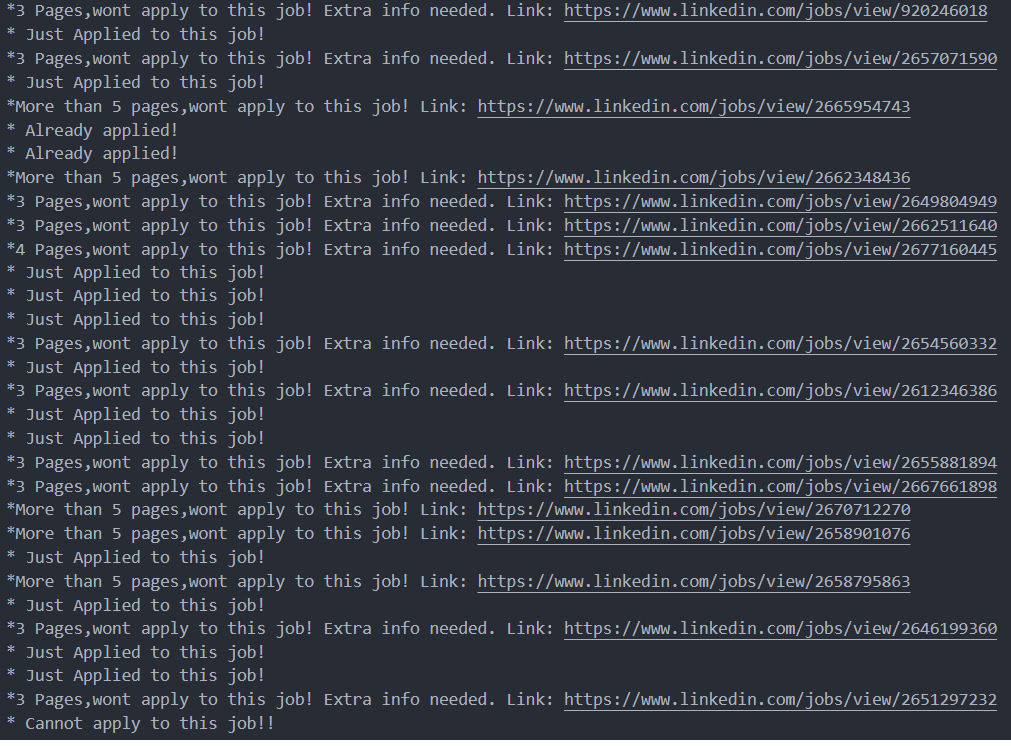 *3 Pages,wont apply to this job! Extra info needed. Link: https://www.linkedin.com/jobs/view/920246018
* Just Applied to this job!
*3 Pages,wont apply to this job! Extra info needed. Link: https://www.linkedin.com/jobs/view/2657071590
* Just Applied to this job!
*More than 5 pages,wont apply to this job! Link: https://www.linkedin.com/jobs/view/2665954743
* Already applied!
* Already applied!
*More than 5 pages,wont apply to this job! Link: https://www.linkedin.com/jobs/view/2662348436
*3 Pages,wont apply to this job! Extra info needed. Link: https://www.linkedin.com/jobs/view/2649804949
*3 Pages,wont apply to this job! Extra info needed. Link: https://www.linkedin.com/jobs/view/2662511640
*4 Pages,wont apply to this job! Extra info needed. Link: https://www.linkedin.com/jobs/view/2677160445
* Just Applied to this job!
* Just Applied to this job!
* Just Applied to this job!
*3 Pages,wont apply to this job! Extra info needed. Link: https://www.linkedin.com/jobs/view/2654560332
* Just Applied to this job!
*3 Pages,wont apply to this job! Extra info needed. Link: https://www.linkedin.com/jobs/view/2612346386
* Just Applied to this job!
* Just Applied to this job!
*3 Pages,wont apply to this job! Extra info needed. Link: https://www.linkedin.com/jobs/view/2655881894
*3 Pages,wont apply to this job! Extra info needed. Link: https://www.linkedin.com/jobs/view/2667661898
*More than 5 pages,wont apply to this job! Link: https://www.linkedin.com/jobs/view/2670712270
*More than 5 pages,wont apply to this job! Link: https://www.linkedin.com/jobs/view/2658901076
* Just Applied to this job!
*More than 5 pages,wont apply to this job! Link: https://www.linkedin.com/jobs/view/2658795863
* Just Applied to this job!
*3 Pages,wont apply to this job! Extra info needed. Link: https://www.linkedin.com/jobs/view/2646199360
* Just Applied to this job!
* Just Applied to this job!
*3 Pages,wont apply to this job! Extra info needed. Link: https://www.linkedin.com/jobs/view/2651297232
* Cannot apply to this job!!